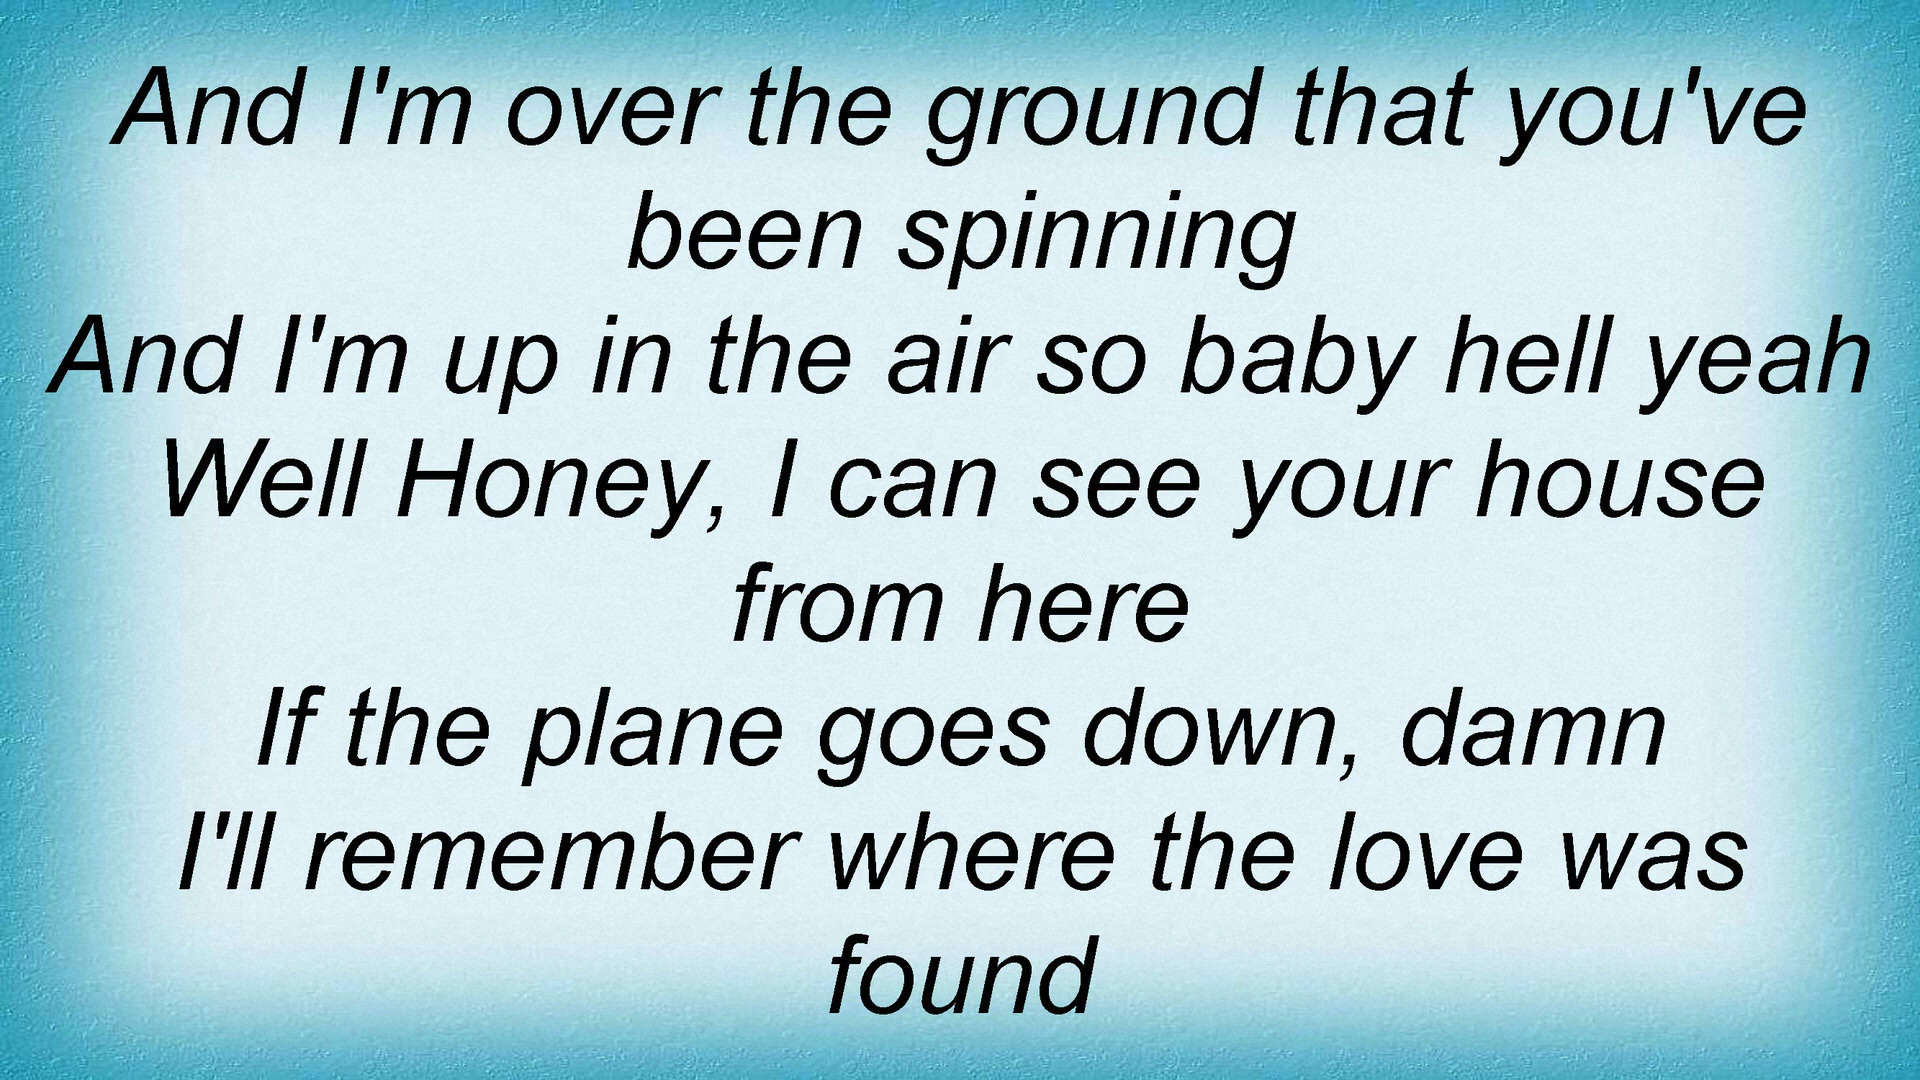 And I'm over the ground that you've
been spinning
And I'm up in the air so baby hell yeah
Well Honey, I can see your house
from here
If the plane goes down, damn
I'll remember where the love was
found